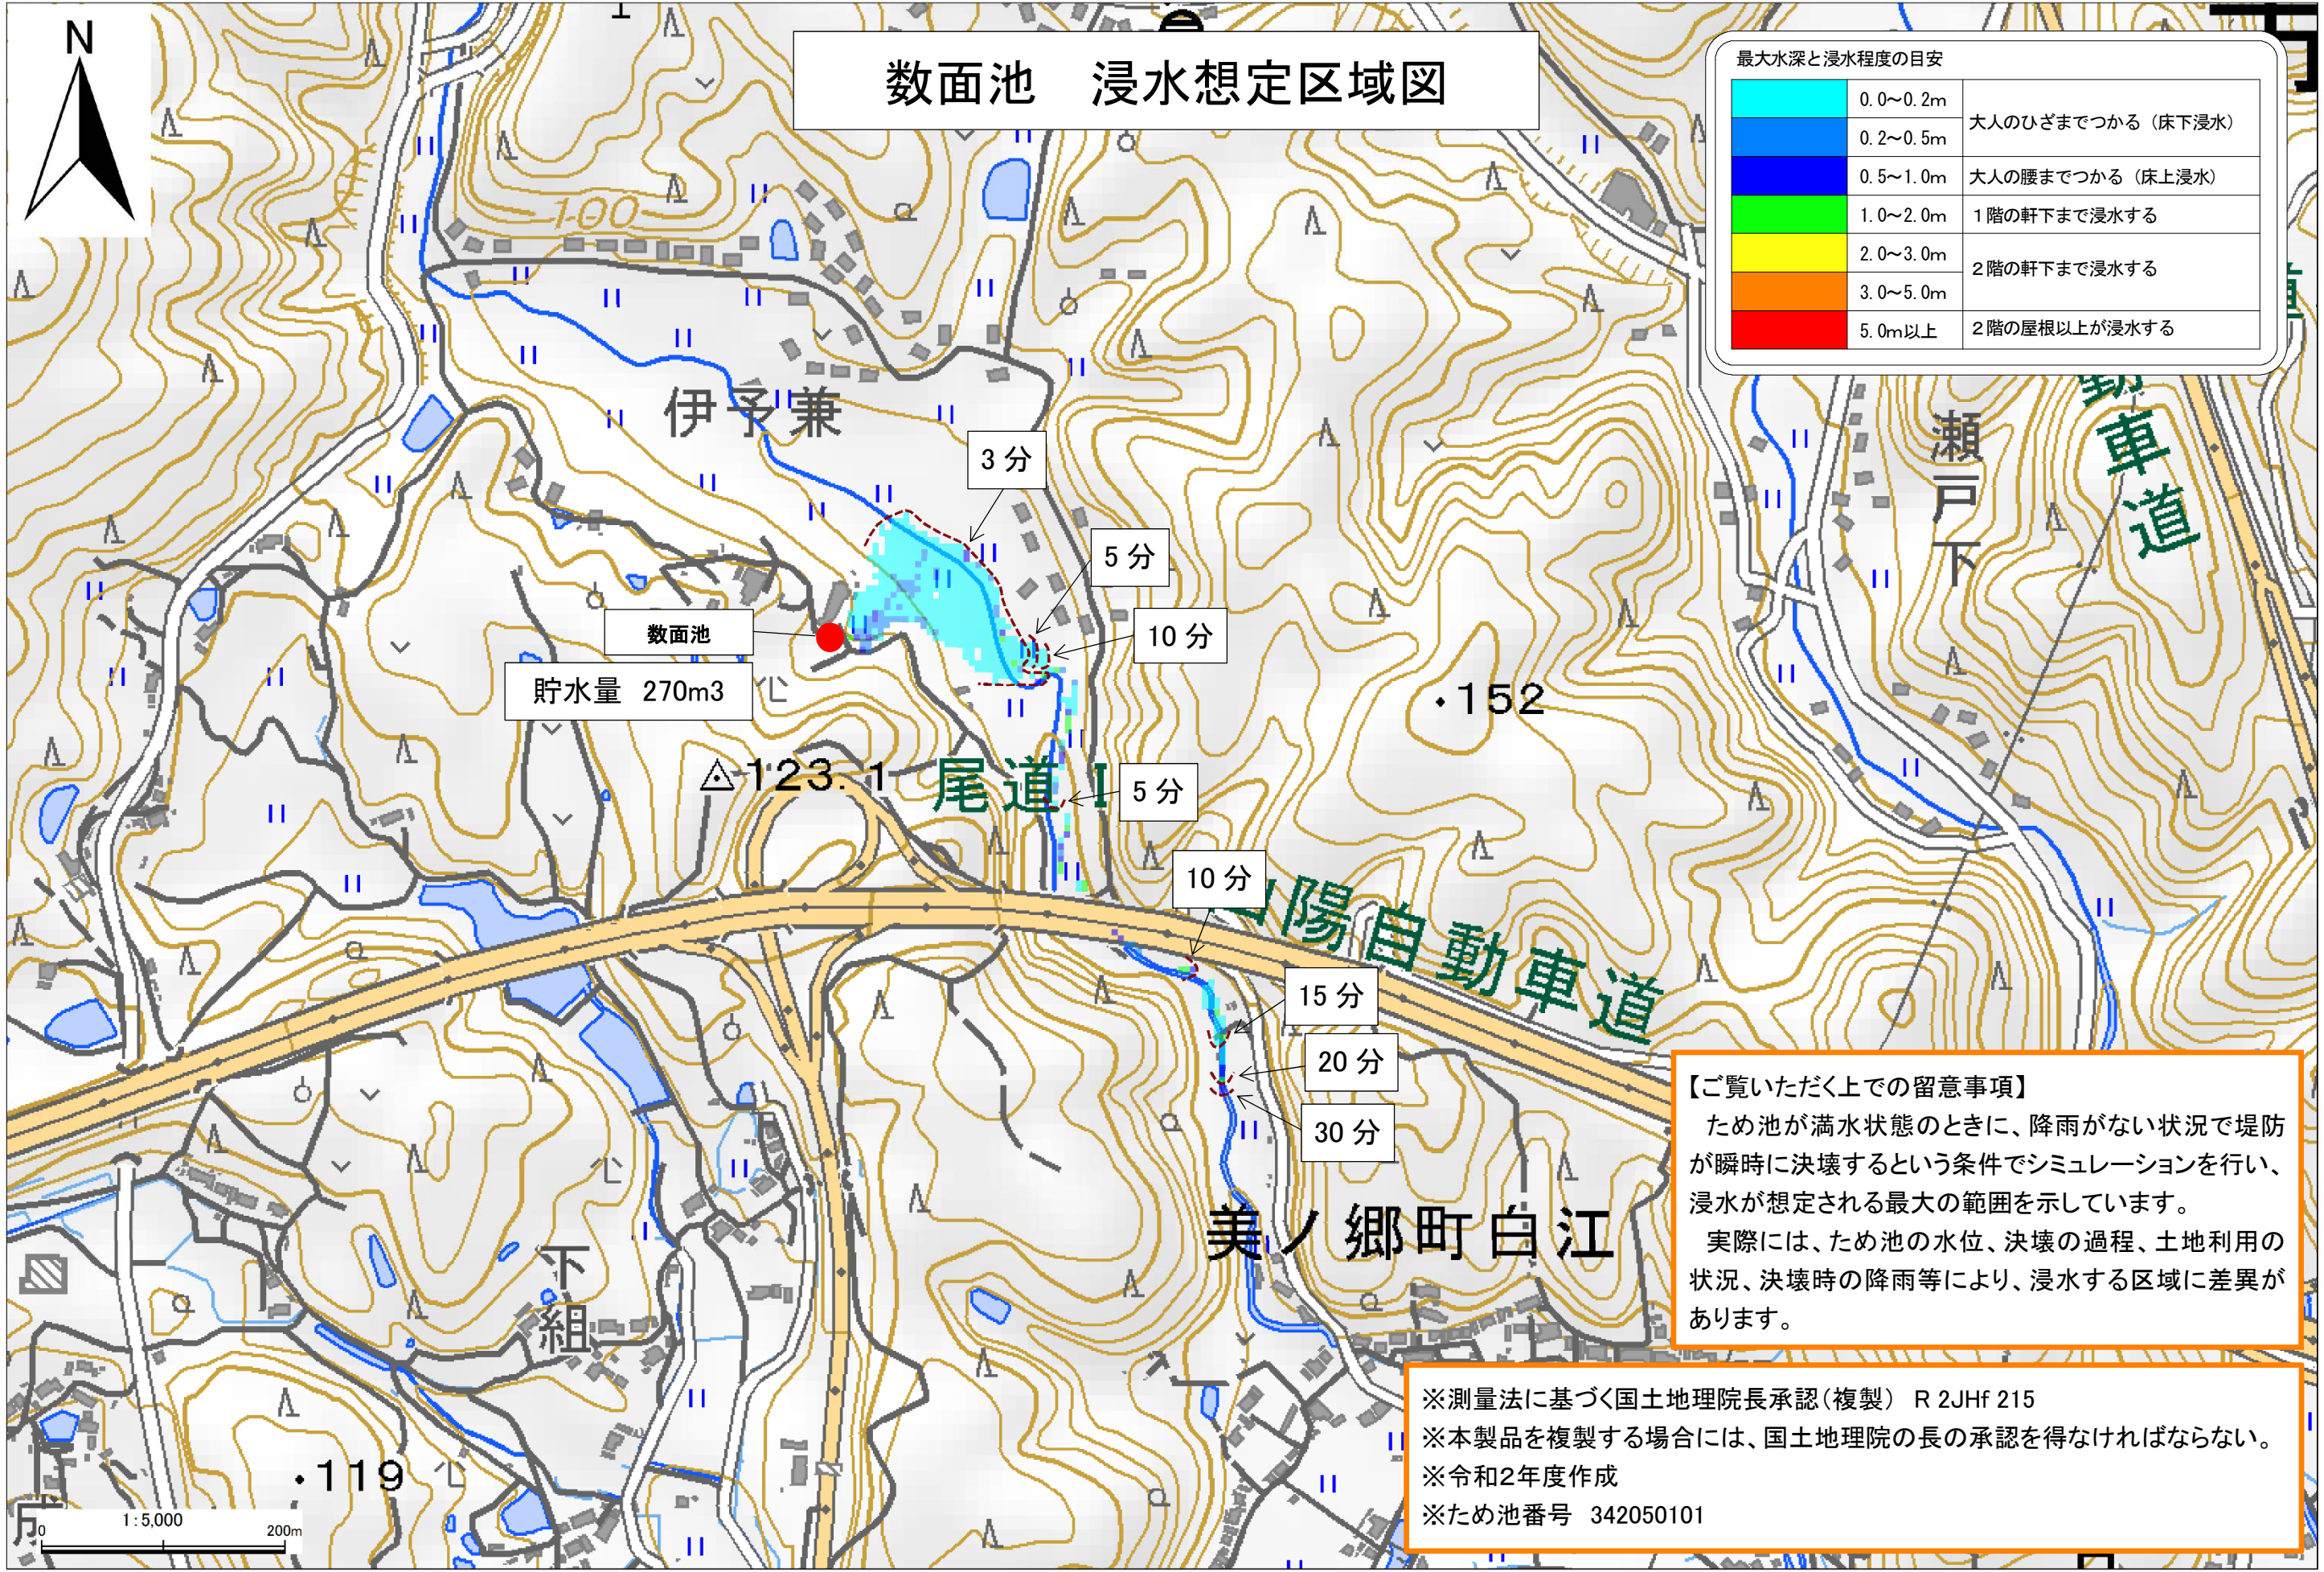 N
数面池　浸水想定区域図
最大水深と浸水程度の目安
0.0～0.2m
大人のひざまでつかる（床下浸水）
0.2～0.5m
0.5～1.0m
大人の腰までつかる（床上浸水）
1.0～2.0m
1階の軒下まで浸水する
2.0～3.0m
2階の軒下まで浸水する
3.0～5.0m
5.0m以上
2階の屋根以上が浸水する
100
伊予兼
瀬戸下
動車道
3分
5分
10分
数面池
貯水量　270m3
・152
123.1
尾道I
5分
10分
陽自動車道
15分
20分
30分
美ノ郷町白江
下組
・119
1:5,000
0
200m
【ご覧いただく上での留意事項】
ため池が満水状態のときに、降雨がない状況で堤防
が瞬時に決壊するという条件でシミュレーションを行い、
浸水が想定される最大の範囲を示しています。
実際には、ため池の水位、決壊の過程、土地利用の
状況、決壊時の降雨等により、浸水する区域に差異が
あります。
※測量法に基づく国土地理院長承認（複製）　R 2JHf 215
※本製品を複製する場合には、国土地理院の長の承認を得なければならない。
※令和2年度作成
※ため池番号　342050101